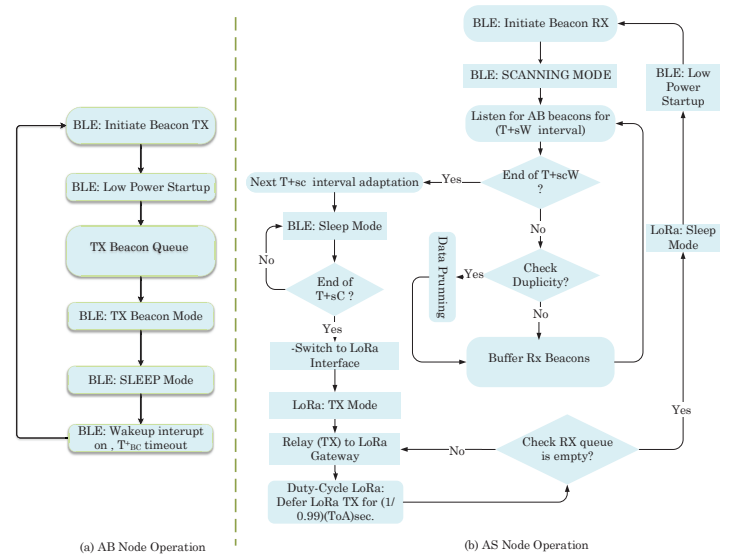 BLE: Initiate Beacon TX
BLE: Low Power Startup
TX Beacon Queue
BLE: TX Beacon Mode
BLE: SLEEP Mode
BLE: Wakeup interupt
on , T⁺BC timeout
(a) AB Node Operation
BLE: Initiate Beacon RX
BLE: SCANNING MODE
Listen for AB beacons for
(T+sW interval)
End of T+scW
?
Yes
Next T+sc interval adaptation
BLE: Sleep Mode
No
End of
T+sC ?
Yes
-Switch to LoRa
Interface
LoRa: TX Mode
Relay (TX) to LoRa
Gateway
Duty-Cycle LoRa:
Defer LoRa TX for (1/
0.99)(ToA)sec.
No
Check
Duplicity?
Yes
Data Prunning
No
Buffer Rx Beacons
Check RX queue
is empty?
No
Yes
LoRa: Sleep
Mode
BLE: Low
Power
Startup
(b) AS Node Operation